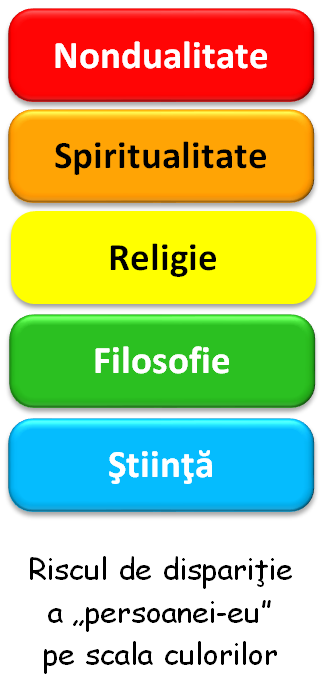 Nondualitate
Spiritualitate
Religie
Filosofie
Ştiinţă
Riscul de dispariţie
a „persoanei-eu”
pe scala culorilor